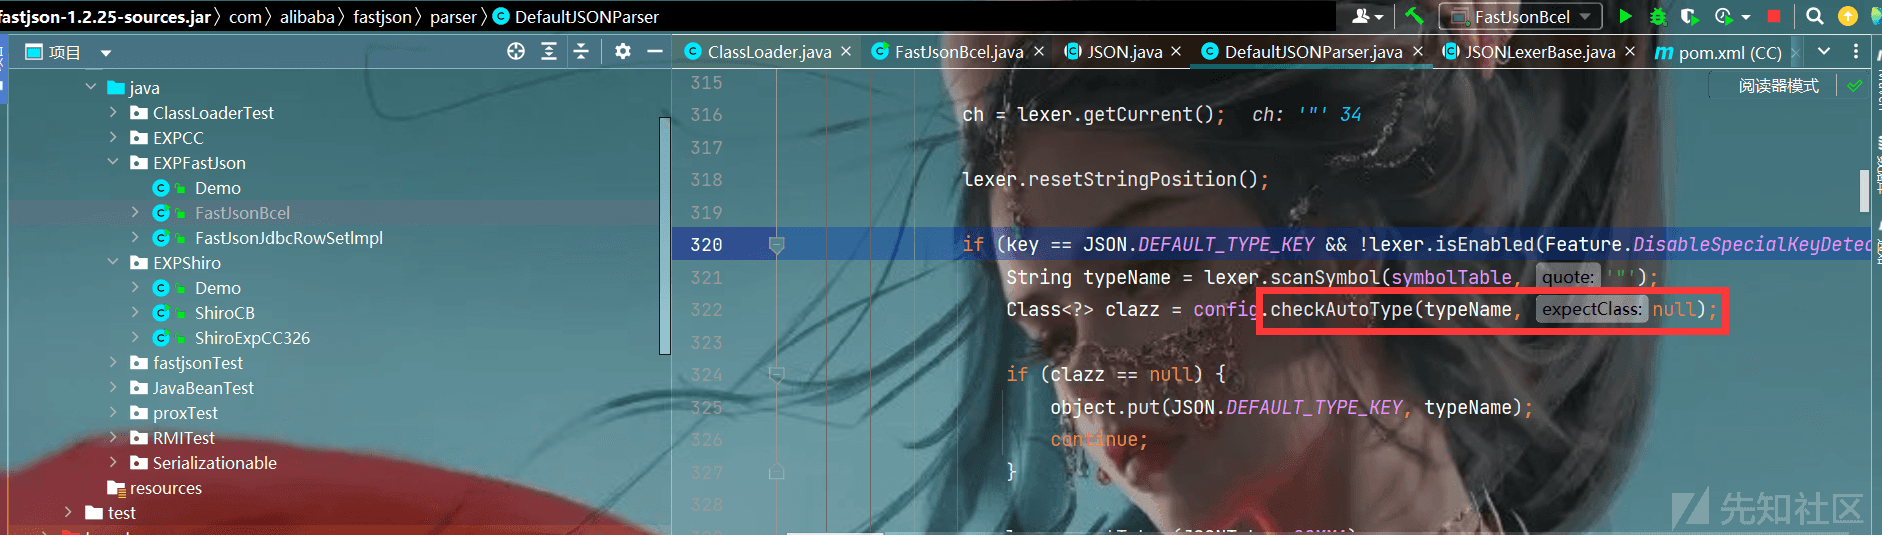 fastjson-1.2.25-sources.jar 〉 com 〉 alibaba 〉 fastjson 〉 parser 〉 DefaultJSONParser
FastJsonBcel
项目
ClassLoader.java × FastJsonBcel.java × JSON.java × DefaultJSONParser.java × JSONLexerBase.java × pom.xml (CC) ×
阅读器模式
java
ClassLoaderTest
EXPCC
EXPFastJson
Demo
FastJsonBcel
FastJsonJdbcRowSetImpl
EXPShiro
Demo
ShiroCB
ShiroExpCC326
fastjsonTest
JavaBeanTest
proxTest
RMITest
Serializationable
resources
test
315
316 ch = lexer.getCurrent(); ch: '"' 34
317
318 lexer.resetStringPosition();
319
320 if (key == JSON.DEFAULT_TYPE_KEY && !lexer.isEnabled(Feature.DisableSpecialKeyDetec
321 String typeName = lexer.scanSymbol(symbolTable, quote: '"');
322 Class<?> clazz = config.checkAutoType(typeName, expectClass: null);
323
324 if (clazz == null) {
325 object.put(JSON.DEFAULT_TYPE_KEY, typeName);
326 continue;
327 }
328
先知社区